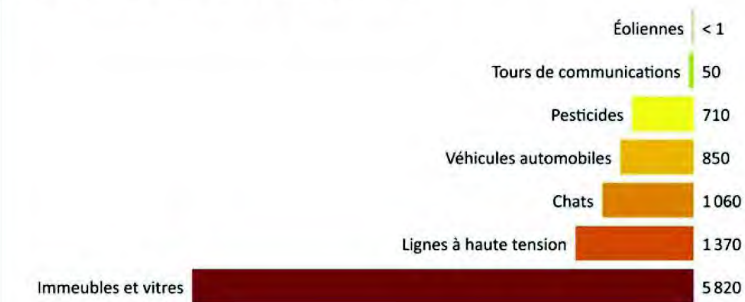 Éoliennes < 1
Tours de communications 50
Pesticides 710
Véhicules automobiles 850
Chats 1 060
Lignes à haute tension 1 370
Immeubles et vitres 5 820